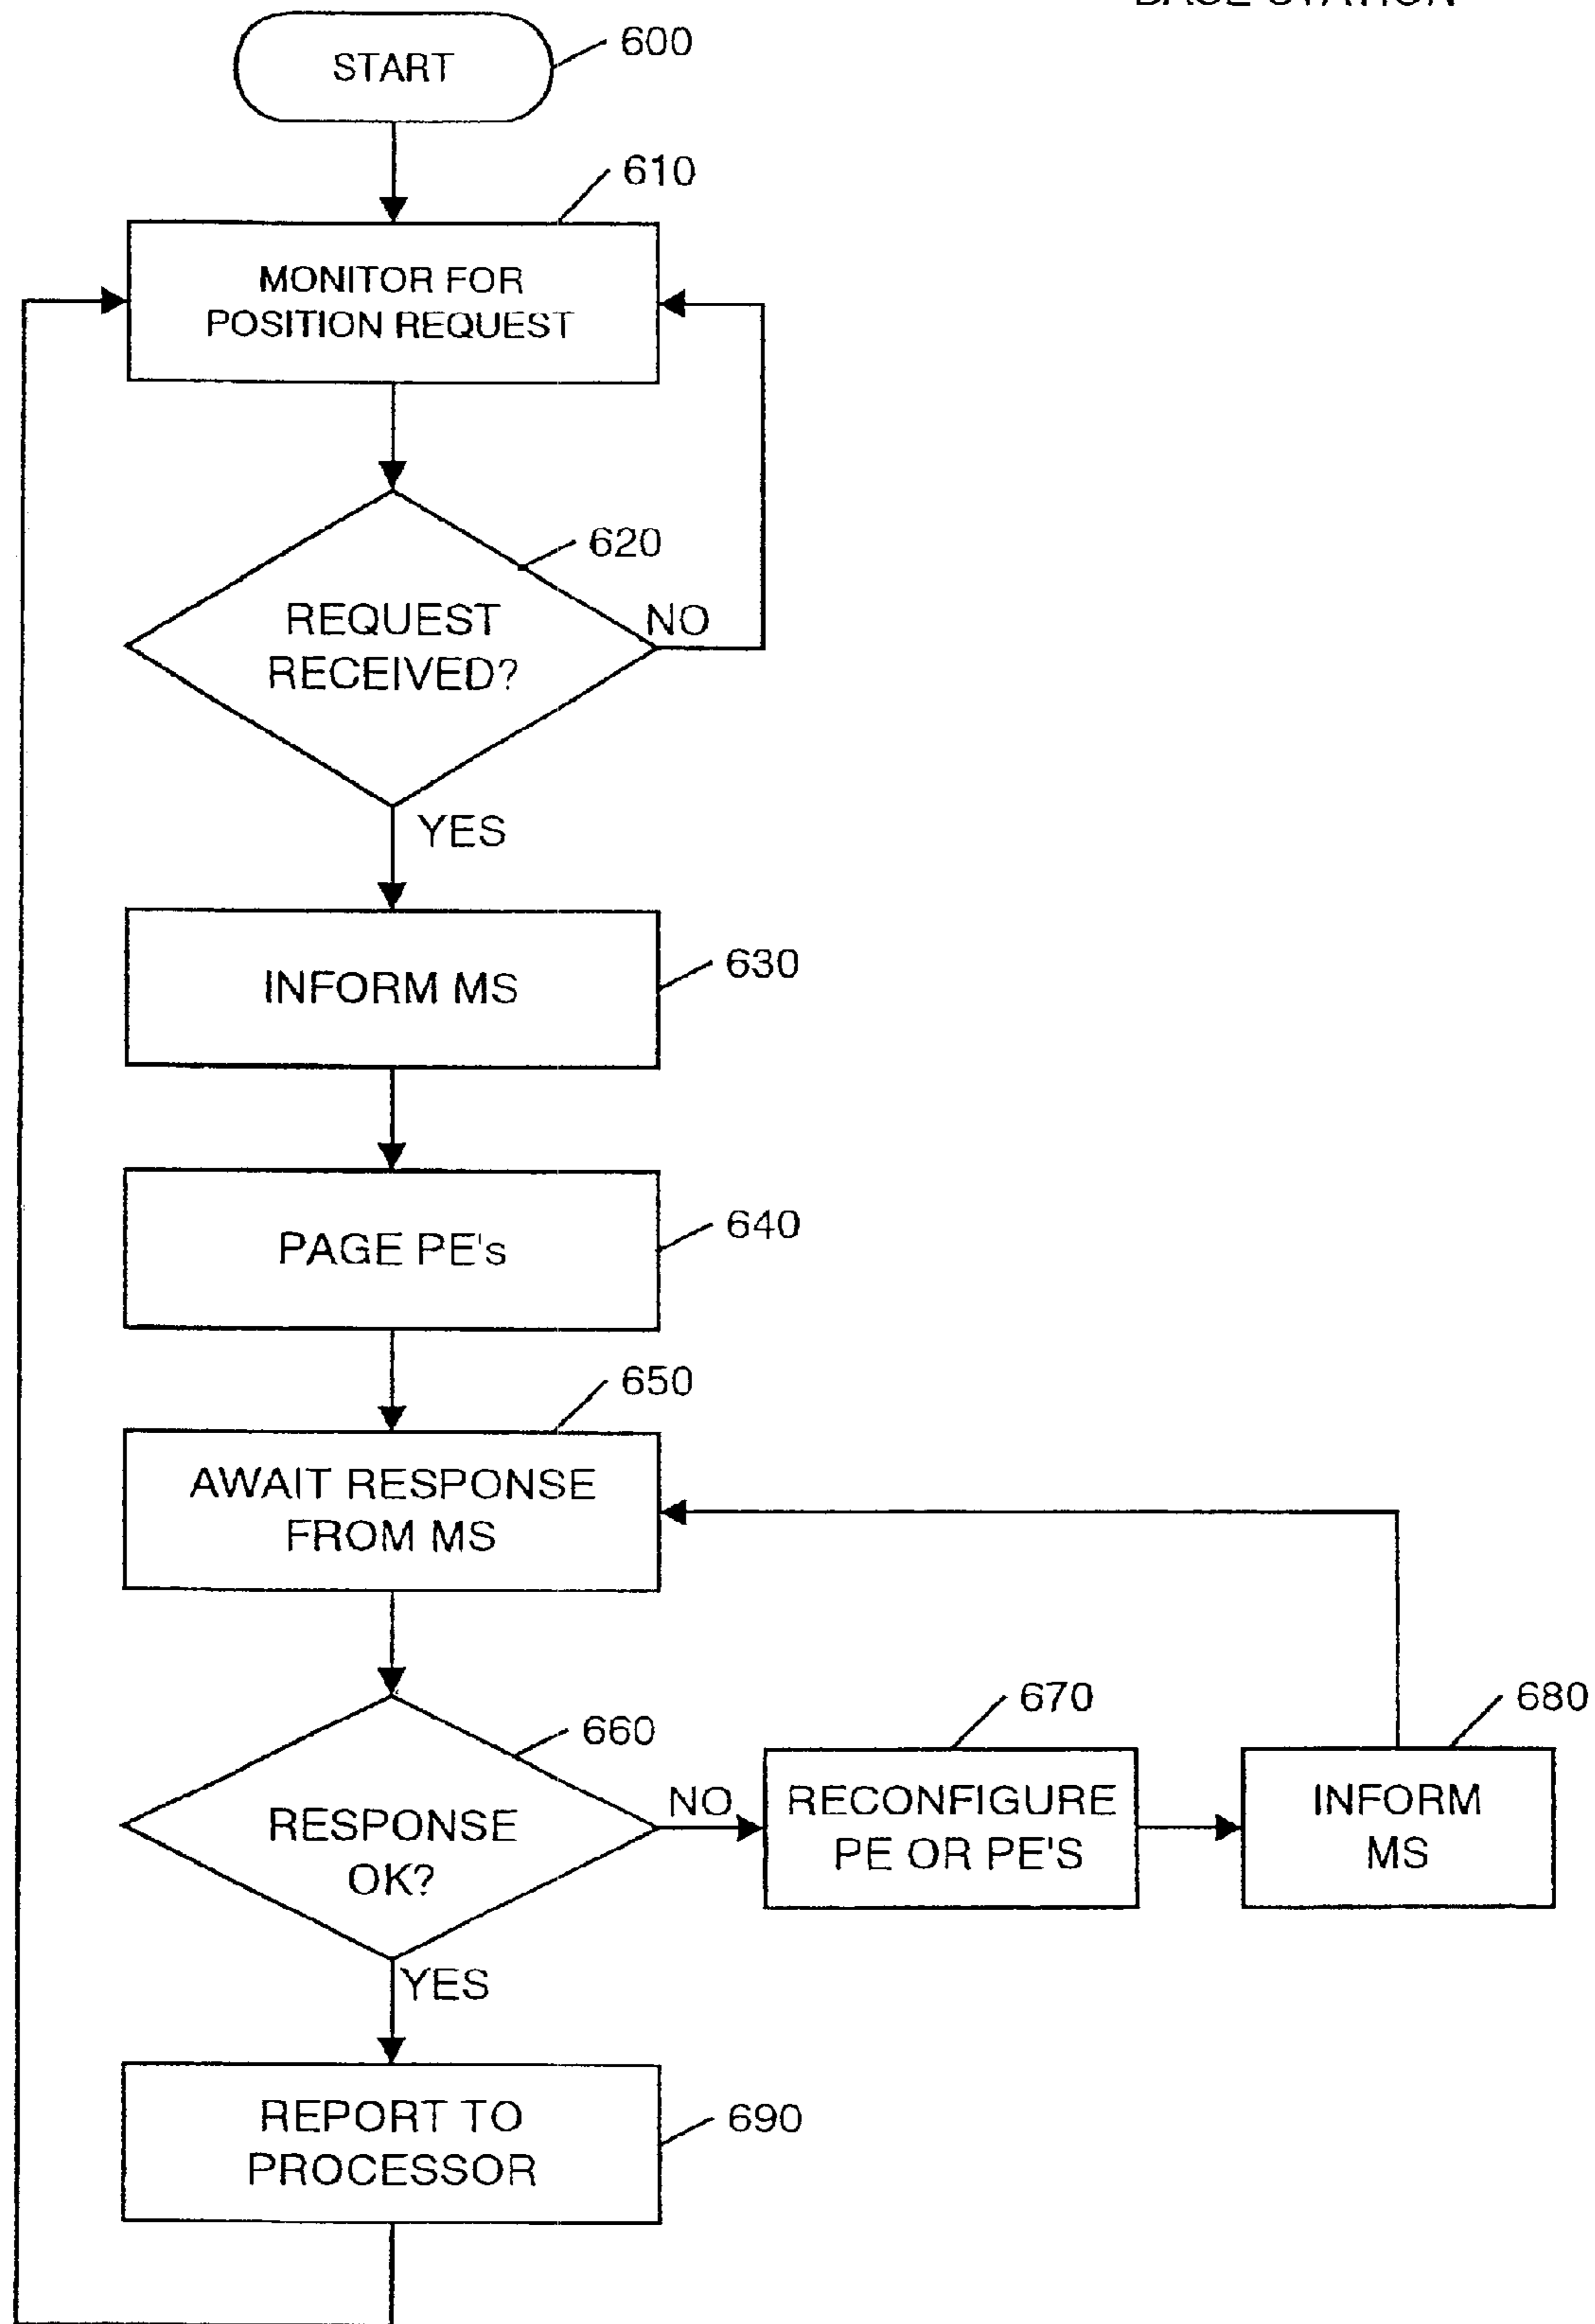 START
600
610
MONITOR FOR
POSITION REQUEST
620
REQUEST
RECEIVED?
NO
YES
INFORM MS
630
PAGE PE's
640
650
AWAIT RESPONSE
FROM MS
660
RESPONSE
OK?
NO
670
RECONFIGURE
PE OR PE'S
680
INFORM
MS
YES
REPORT TO
PROCESSOR
690